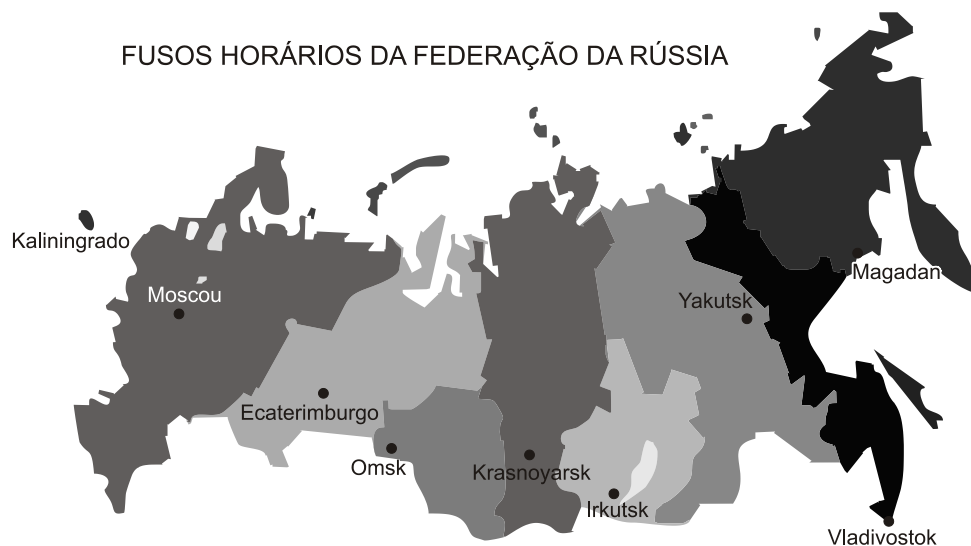 FUSOS HORÁRIOS DA FEDERAÇÃO DA RÚSSIA
Kaliningrado
Moscou
Magadan
Yakutsk
Ecaterimburgo
Omsk
Krasnoyarsk
Irkutsk
Vladivostok